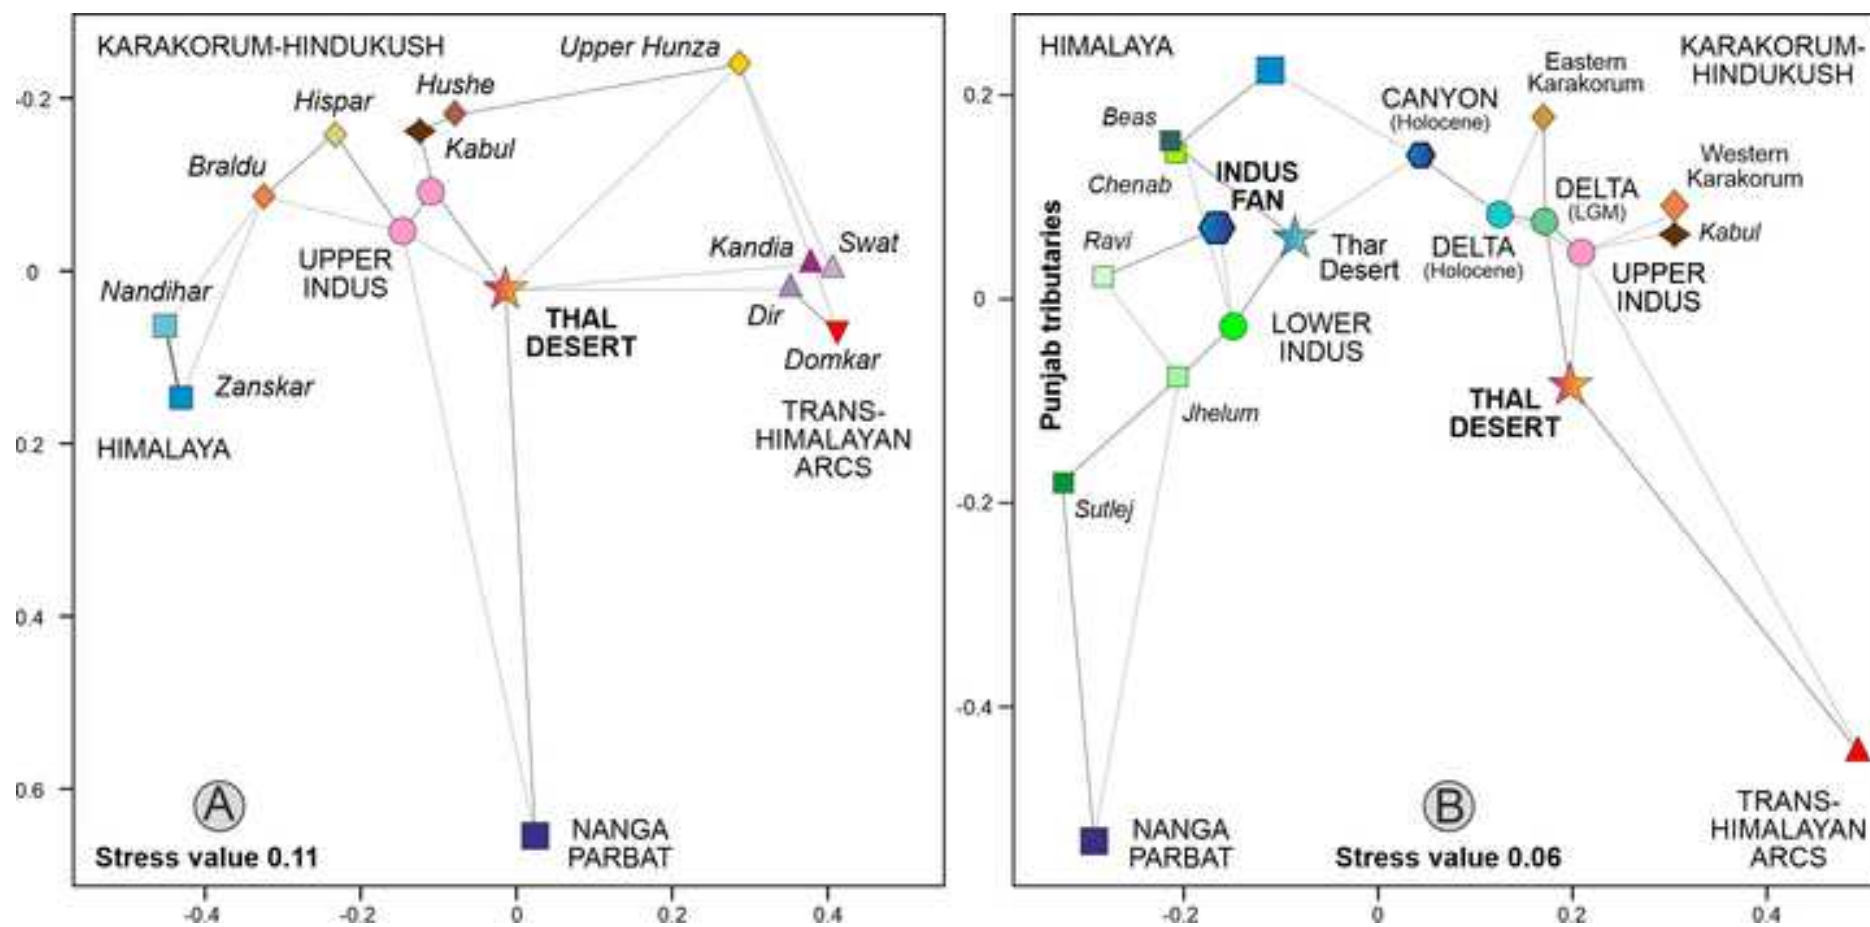 KARAKORUM-HINDUKUSH
Upper Hunza
Hushe
Hispar
Kabul
Braldu
-0.2
0
0.2
0.4
0.6
UPPER
INDUS
Kandia
Swat
Nandihar
Dir
THAL
DESERT
Domkar
Zanskar
HIMALAYA
TRANS-
HIMALAYAN
ARCS
A
Stress value 0.11
NANGA
PARBAT
-0.4
-0.2
0
0.2
0.4
HIMALAYA
KARAKORUM-
HINDUKUSH
Eastern
Karakorum
CANYON
(Holocene)
0.2
0
-0.2
-0.4
Beas
Chenab
INDUS
FAN
Western
Karakorum
DELTA
(LGM)
Kabul
Punjab tributaries
Ravi
Thar
Desert
DELTA
(Holocene)
UPPER
INDUS
LOWER
INDUS
Jhelum
THAL
DESERT
Sutlej
B
Stress value 0.06
NANGA
PARBAT
TRANS-
HIMALAYAN
ARCS
-0.2
0
0.2
0.4